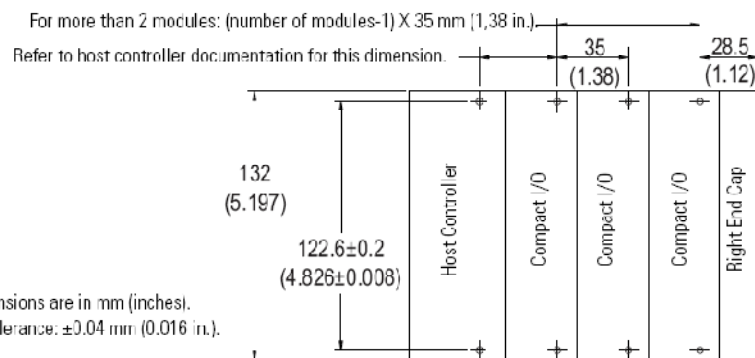 For more than 2 modules: (number of modules-1) X 35 mm (1,38 in.).
Refer to host controller documentation for this dimension.
35
(1.38)
28.5
(1.12)
132
(5.197)
122.6±0.2
(4.826±0.008)
Host Controller
Compact I/O
Compact I/O
Compact I/O
Right End Cap
nsions are in mm (inches).
lerance: ±0.04 mm (0.016 in.).